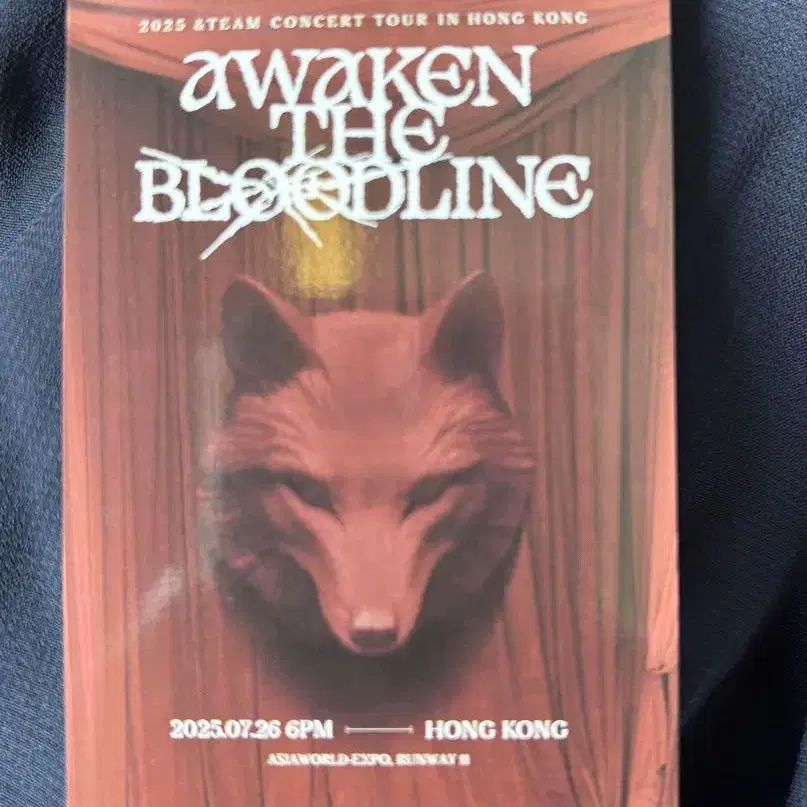 2025 &TEAM CONCERT TOUR IN HONG KONG
AWAKEN
THE
BLOODLINE
2025.07.26 6PM HONG KONG
ASIAWORLD-EXPO, RUNWAY 11